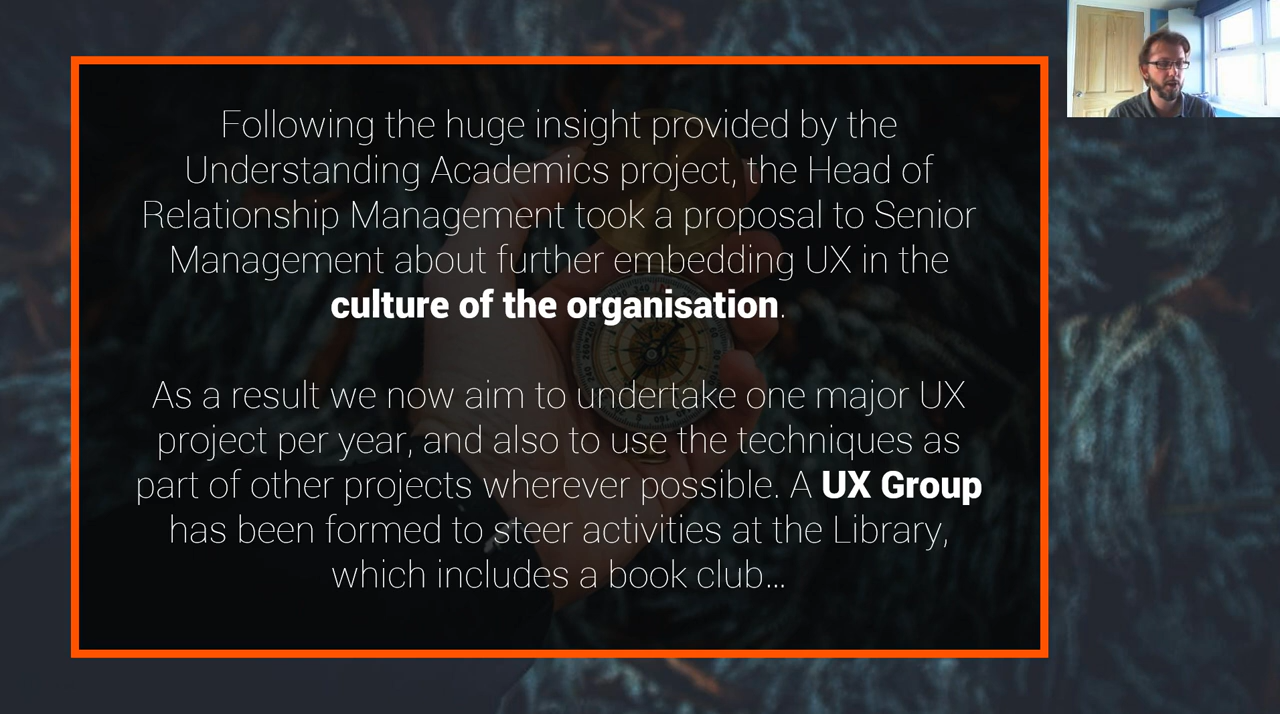 Following the huge insight provided by the
Understanding Academics project, the Head of
Relationship Management took a proposal to Senior
Management about further embedding UX in the
culture of the organisation.
As a result we now aim to undertake one major UX
project per year, and also to use the techniques as
part of other projects wherever possible. A UX Group
has been formed to steer activities at the Library,
which includes a book club...